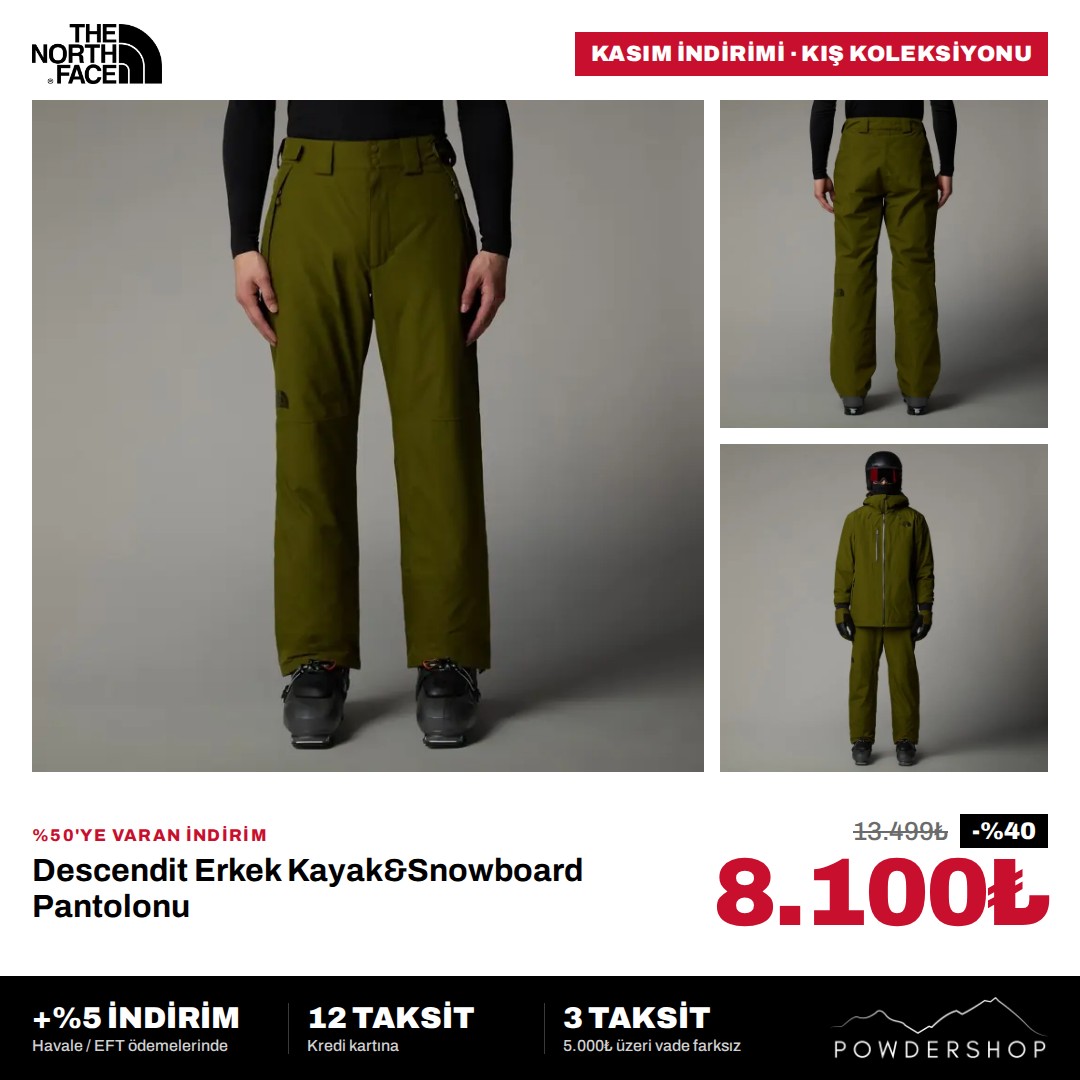 THE
NORTH
FACE
®
KASIM İNDİRİMİ · KIŞ KOLEKSİYONU
%50'YE VARAN İNDİRİM
Descendit Erkek Kayak&Snowboard
Pantolonu
13.499₺
-%40
8.100₺
+%5 İNDİRİM
Havale / EFT ödemelerinde
12 TAKSİT
Kredi kartına
3 TAKSİT
5.000₺ üzeri vade farksız
POWDERSHOP